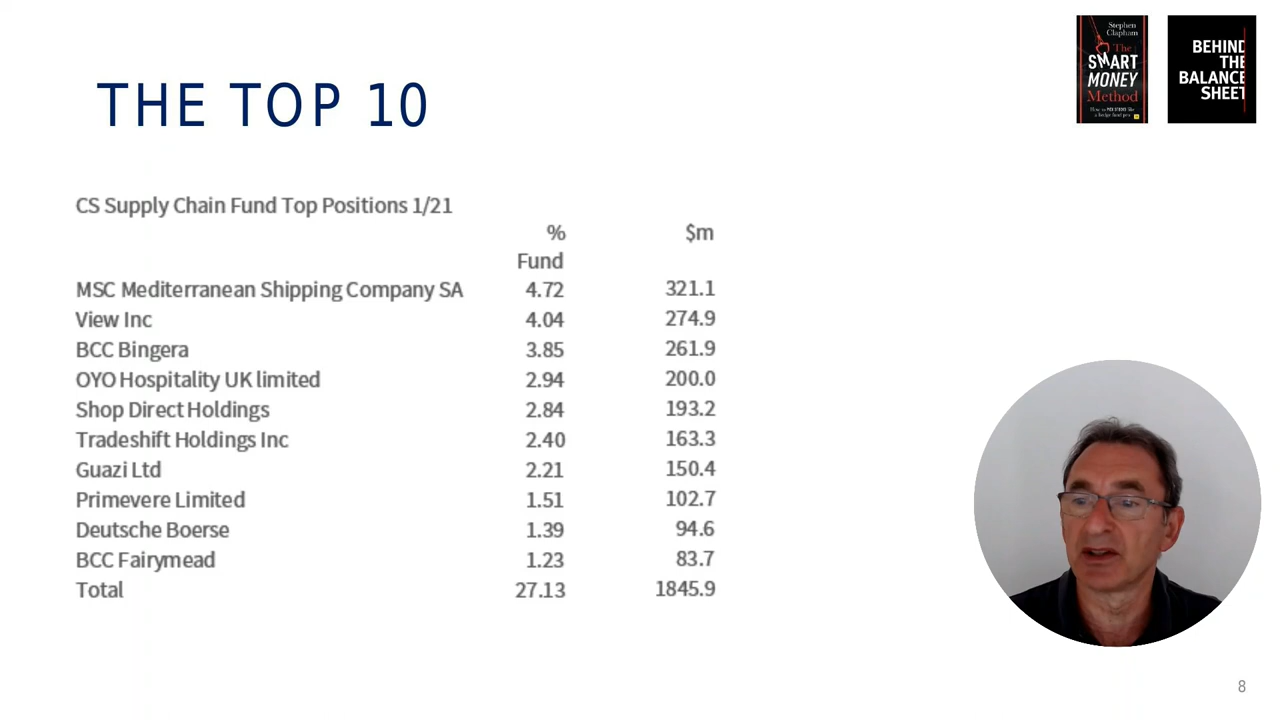 Stephen
Clapham
The
SMART
MONEY
Method
BEHIND
THE
BALANCE
SHEET
THE TOP 10
CS Supply Chain Fund Top Positions 1/21
% $m
Fund
MSC Mediterranean Shipping Company SA 4.72 321.1
View Inc 4.04 274.9
BCC Bingera 3.85 261.9
OYO Hospitality UK limited 2.94 200.0
Shop Direct Holdings 2.84 193.2
Tradeshift Holdings Inc 2.40 163.3
Guazi Ltd 2.21 150.4
Primevere Limited 1.51 102.7
Deutsche Boerse 1.39 94.6
BCC Fairymead 1.23 83.7
Total 27.13 1845.9
8